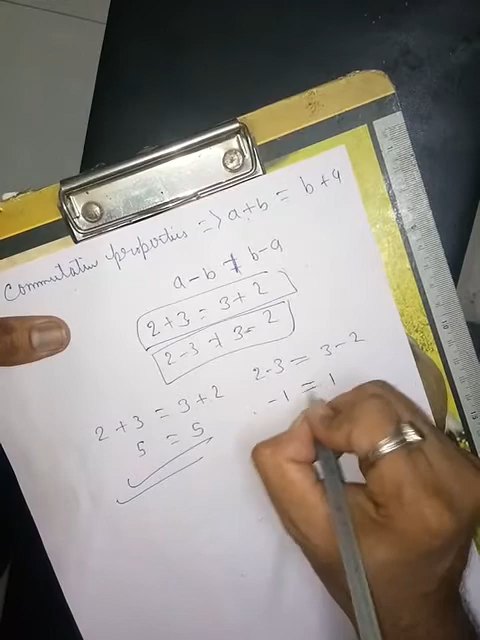 Commutative properties => a+b = b+a
a-b ≠ b-a
2+3 = 3+2
2-3 ≠ 3-2
2+3 = 3+2
5 = 5
2-3 = 3-2
-1 = 1